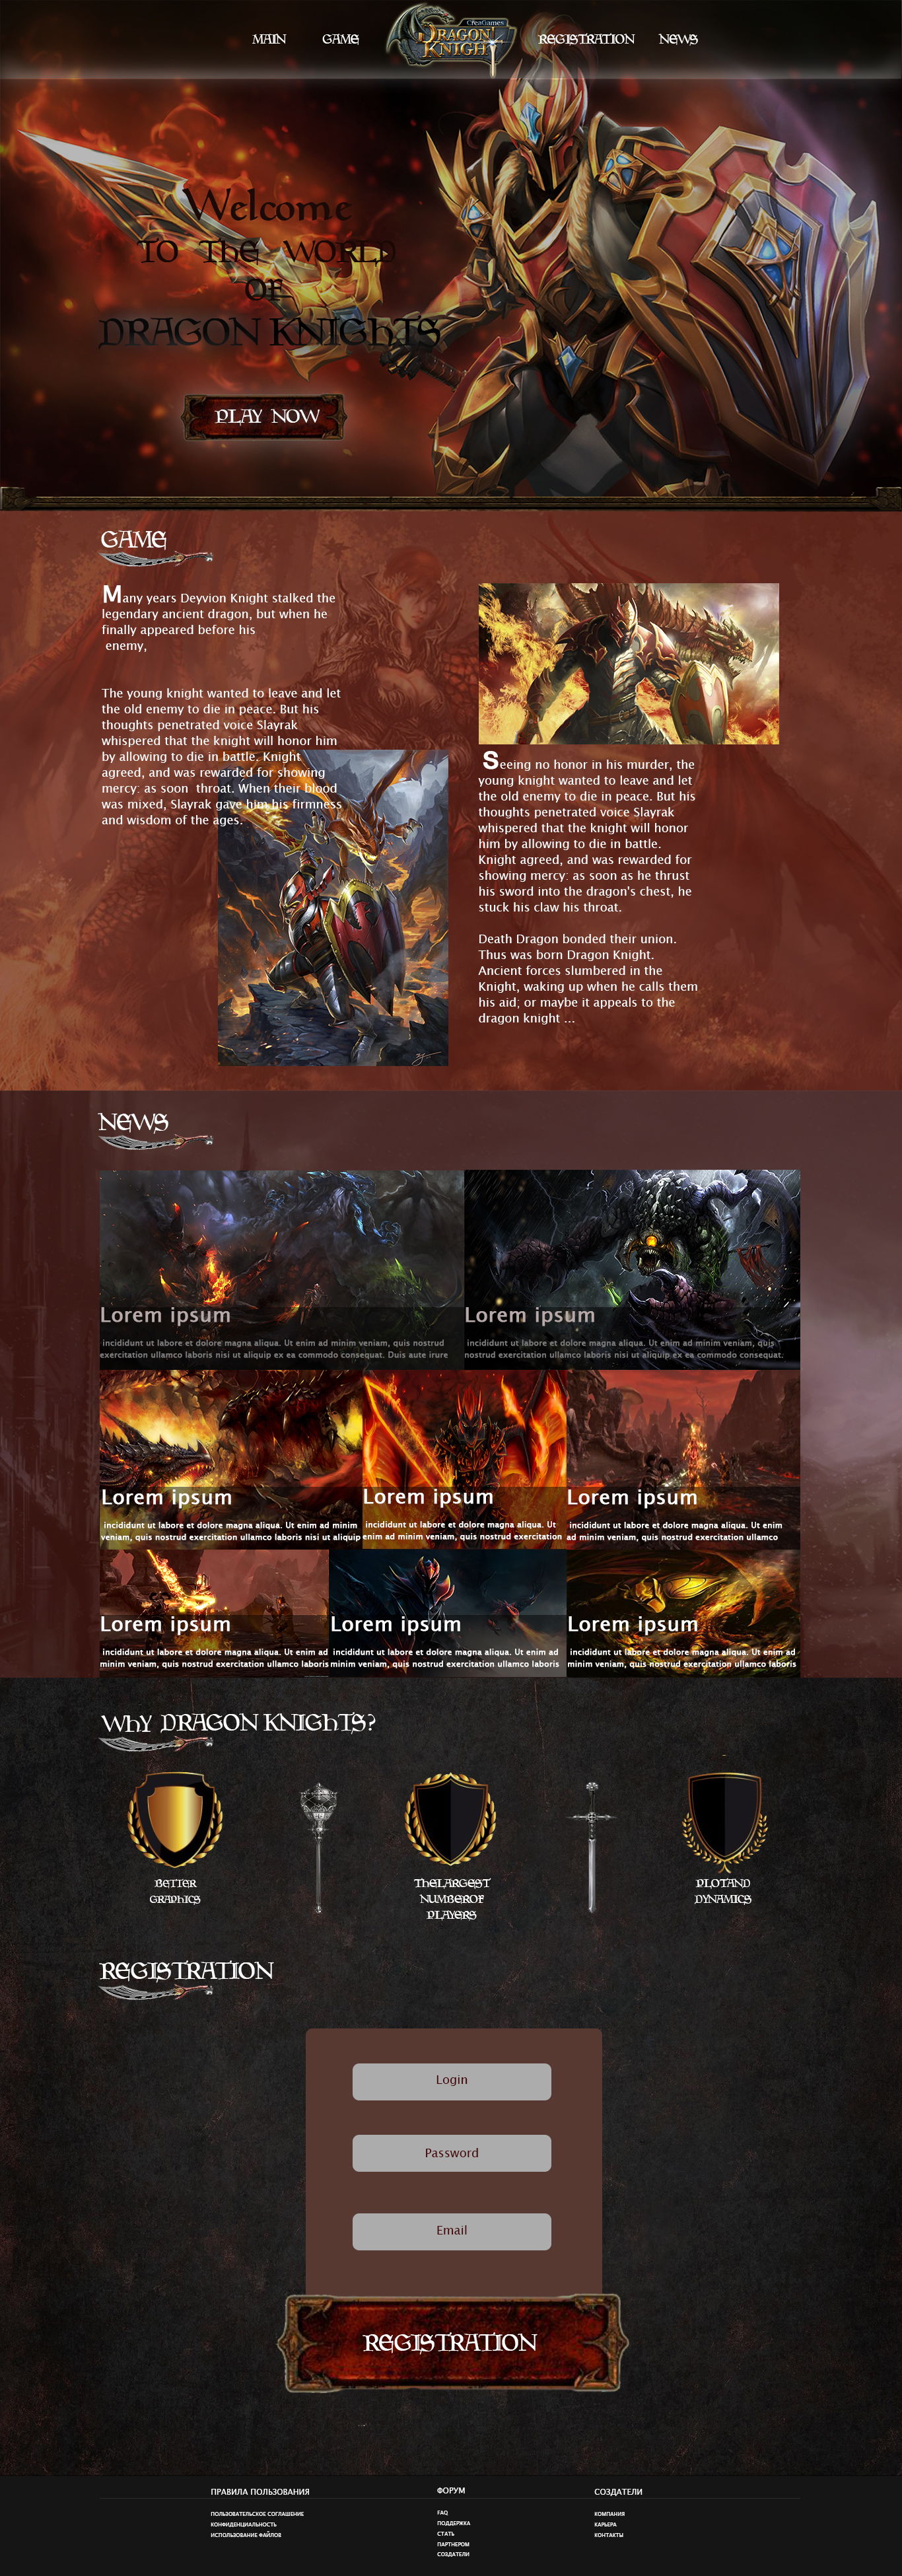 MAIN
GAME
CreaGames
DRAGON
KNIGHT
REGISTRATION
NEWS
Welcome
TO The WORLD
OF
DRAGON KNIGhTS
PLAY NOW
GAME
Many years Deyvion Knight stalked the
legendary ancient dragon, but when he
finally appeared before his
enemy,
The young knight wanted to leave and let
the old enemy to die in peace. But his
thoughts penetrated voice Slayrak
whispered that the knight will honor him
by allowing to die in battle. Knight
agreed, and was rewarded for showing
mercy: as soon throat. When their blood
was mixed, Slayrak gave him his firmness
and wisdom of the ages.
Seeing no honor in his murder, the
young knight wanted to leave and let
the old enemy to die in peace. But his
thoughts penetrated voice Slayrak
whispered that the knight will honor
him by allowing to die in battle.
Knight agreed, and was rewarded for
showing mercy: as soon as he thrust
his sword into the dragon's chest, he
stuck his claw his throat.
Death Dragon bonded their union.
Thus was born Dragon Knight.
Ancient forces slumbered in the
Knight, waking up when he calls them
his aid; or maybe it appeals to the
dragon knight ...
NEWS
Lorem ipsum
incididunt ut labore et dolore magna aliqua. Ut enim ad minim veniam, quis nostrud
exercitation ullamco laboris nisi ut aliquip ex ea commodo consequat. Duis aute irure
Lorem ipsum
incididunt ut labore et dolore magna aliqua. Ut enim ad minim veniam, quis
nostrud exercitation ullamco laboris nisi ut aliquip ex ea commodo consequat.
Lorem ipsum
incididunt ut labore et dolore magna aliqua. Ut enim ad minim
veniam, quis nostrud exercitation ullamco laboris nisi ut aliquip
Lorem ipsum
incididunt ut labore et dolore magna aliqua. Ut
enim ad minim veniam, quis nostrud exercitation
Lorem ipsum
incididunt ut labore et dolore magna aliqua. Ut enim
ad minim veniam, quis nostrud exercitation ullamco
Lorem ipsum
incididunt ut labore et dolore magna aliqua. Ut enim ad
minim veniam, quis nostrud exercitation ullamco laboris
Lorem ipsum
incididunt ut labore et dolore magna aliqua. Ut enim ad
minim veniam, quis nostrud exercitation ullamco laboris
Lorem ipsum
incididunt ut labore et dolore magna aliqua. Ut enim ad
minim veniam, quis nostrud exercitation ullamco laboris
WhY DRAGON KNIGhTS?
BETTER
GRAPhICS
TheLARGEST
NUMBEROF
PLAYERS
PLOTAND
DYNAMICS
REGISTRATION
Login
Password
Email
REGISTRATION
ПРАВИЛА ПОЛЬЗОВАНИЯ
ПОЛЬЗОВАТЕЛЬСКОЕ СОГЛАШЕНИЕ
КОНФИДЕНЦИАЛЬНОСТЬ
ИСПОЛЬЗОВАНИЕ ФАЙЛОВ
ФОРУМ
FAQ
ПОДДЕРЖКА
СТАТЬ
ПАРТНЕРОМ
СОЗДАТЕЛИ
СОЗДАТЕЛИ
КОМПАНИЯ
КАРЬЕРА
КОНТАКТЫ